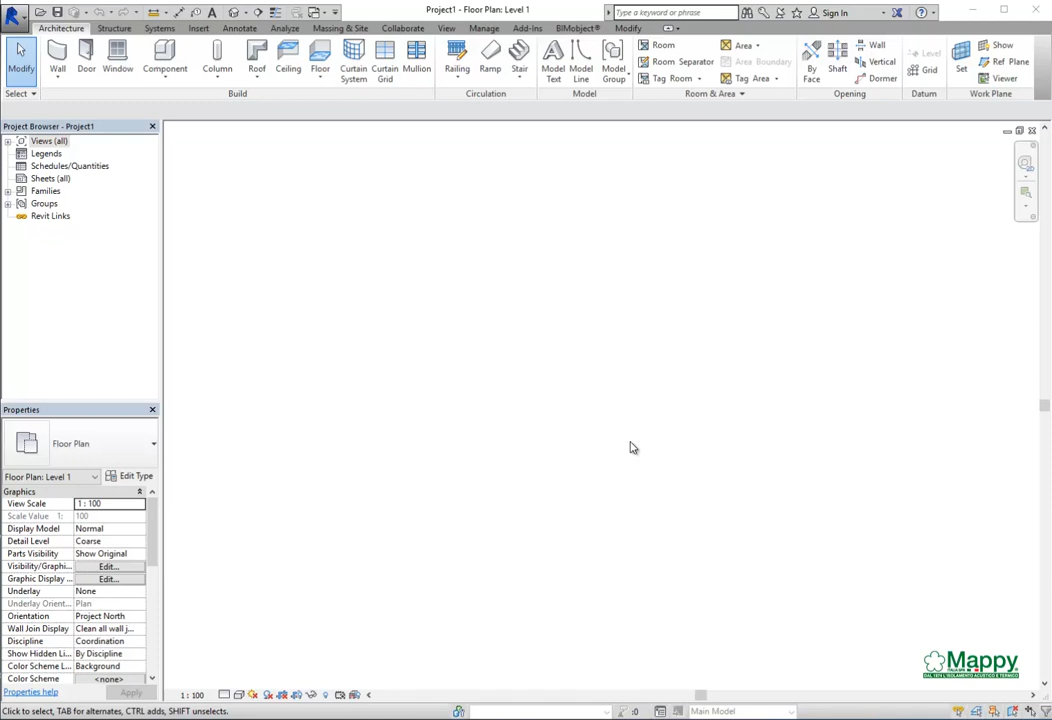 Project1 - Floor Plan: Level 1
Type a keyword or phrase
Sign In
Architecture Structure Systems Insert Annotate Analyze Massing & Site Collaborate View Manage Add-Ins BIMobject® Modify
Modify
Wall
Door
Window
Component
Column
Roof
Ceiling
Floor
Curtain System
Curtain Grid
Mullion
Railing
Ramp
Stair
Model Text
Model Line
Model Group
Room
Room Separator
Tag Room
Area
Area Boundary
Tag Area
By Face
Shaft
Wall
Vertical
Dormer
Level
Grid
Set
Show
Ref Plane
Viewer
Select
Build
Circulation
Model
Room & Area
Opening
Datum
Work Plane
Project Browser - Project1
Views (all)
Legends
Schedules/Quantities
Sheets (all)
Families
Groups
Revit Links
Properties
Floor Plan
Floor Plan: Level 1
Edit Type
Graphics
View Scale 1 : 100
Scale Value 1: 100
Display Model Normal
Detail Level Coarse
Parts Visibility Show Original
Visibility/Graphi... Edit...
Graphic Display ... Edit...
Underlay None
Underlay Orient... Plan
Orientation Project North
Wall Join Display Clean all wall j...
Discipline Coordination
Show Hidden Li... By Discipline
Color Scheme L... Background
Color Scheme <none>
Properties help
Apply
1 : 100
Mappy
ITALIA SPA
DAL 1974 L'ISOLAMENTO ACUSTICO E TERMICO
Click to select, TAB for alternates, CTRL adds, SHIFT unselects.
:0
Main Model